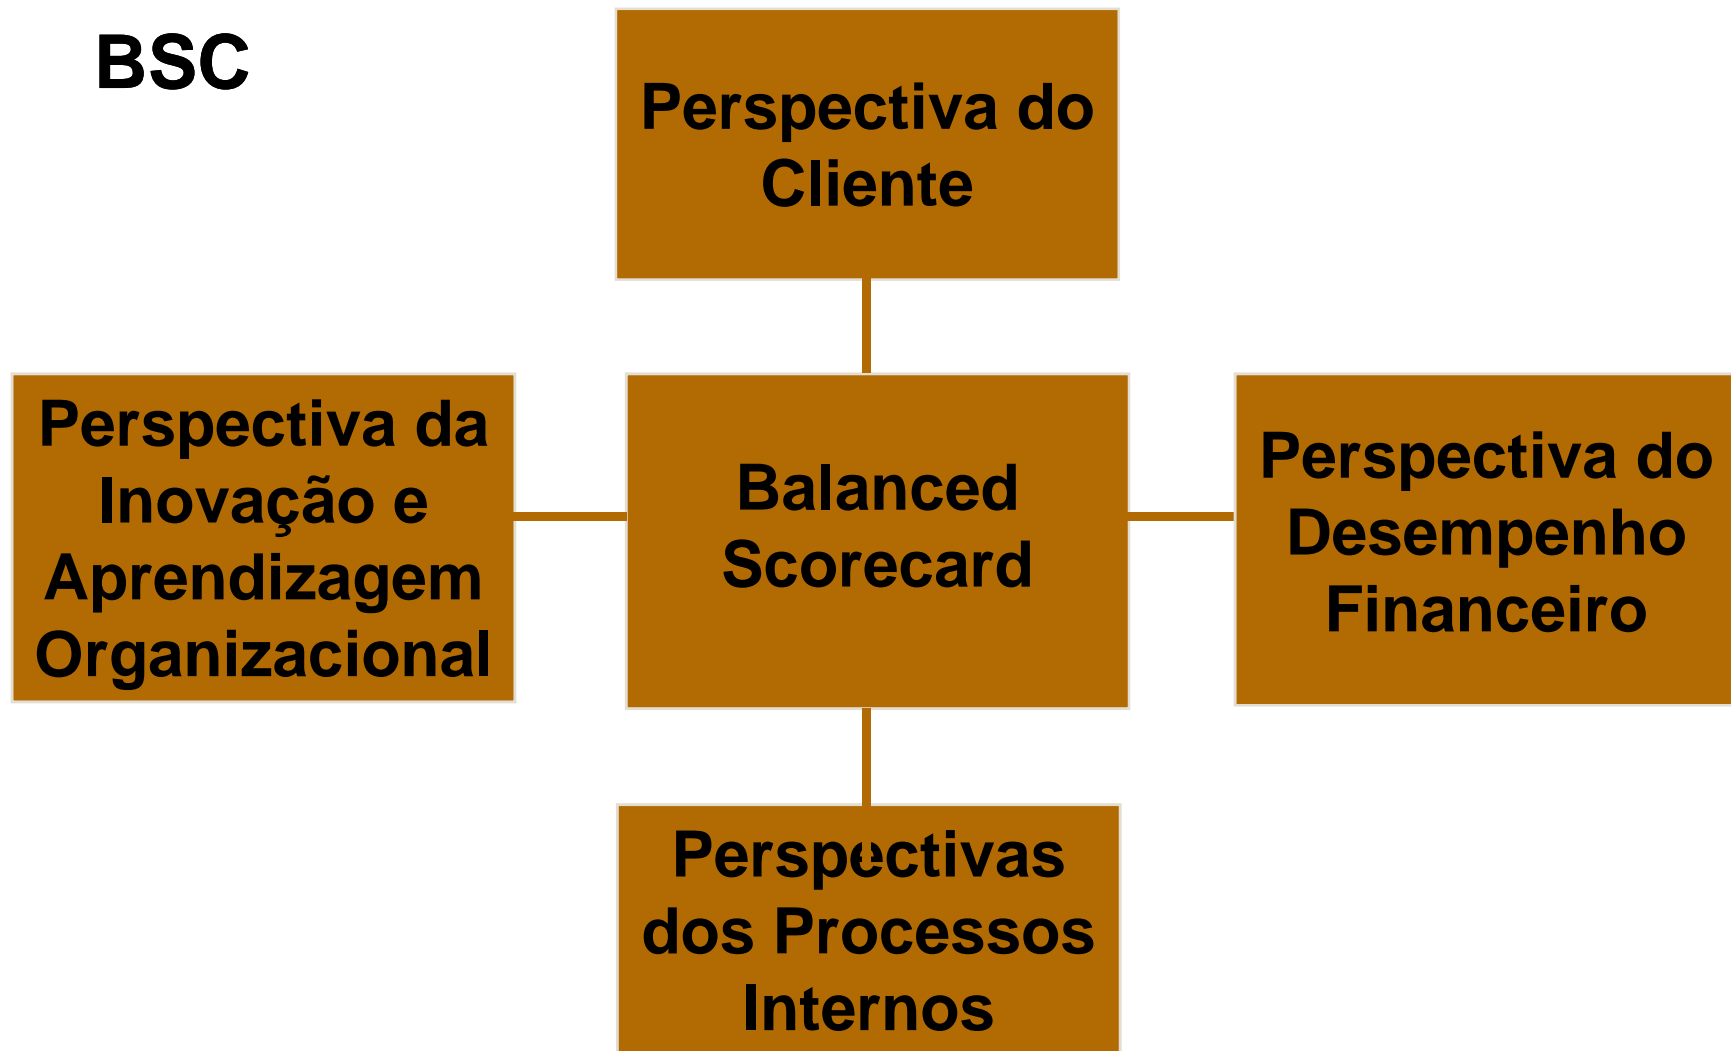 BSC
Perspectiva do
Cliente
Perspectiva da
Inovação e
Aprendizagem
Organizacional
Balanced
Scorecard
Perspectiva do
Desempenho
Financeiro
Perspectivas
dos Processos
Internos